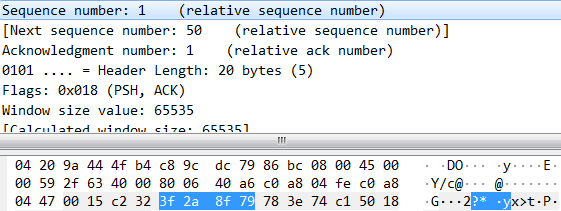 Sequence number: 1    (relative sequence number)
[Next sequence number: 50    (relative sequence number)]
Acknowledgment number: 1    (relative ack number)
0101 .... = Header Length: 20 bytes (5)
Flags: 0x018 (PSH, ACK)
Window size value: 65535
[Calculated window size: 65535]
04 20 9a 44 4f b4 c8 9c  dc 79 86 bc 08 00 45 00   · ·DO··· ·y····E·
00 59 2f 63 40 00 80 06  40 a6 c0 a8 04 fe c0 a8   ·Y/c@··· @·······
04 47 00 15 c2 32 3f 2a  8f 79 78 3e 74 c1 50 18   ·G···2?* ·yx>t·P·